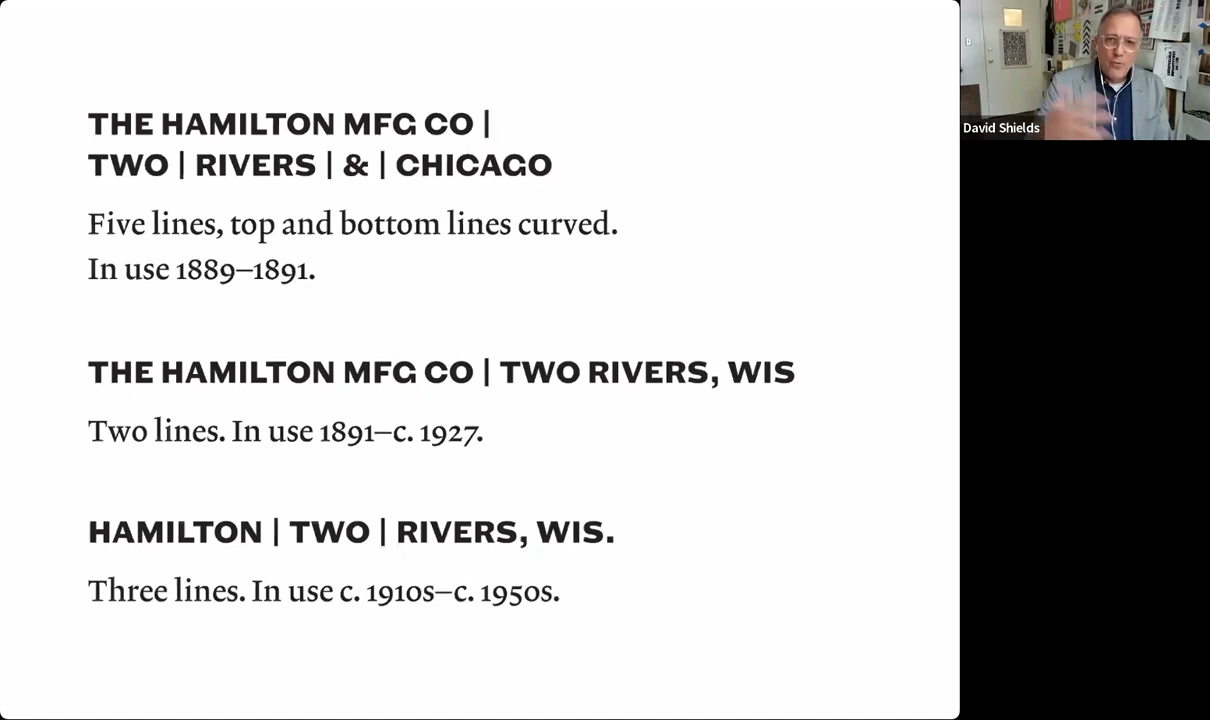 THE HAMILTON MFG CO |
TWO | RIVERS | & | CHICAGO
Five lines, top and bottom lines curved.
In use 1889–1891.
THE HAMILTON MFG CO | TWO RIVERS, WIS
Two lines. In use 1891–c. 1927.
HAMILTON | TWO | RIVERS, WIS.
Three lines. In use c. 1910s–c. 1950s.
David Shields